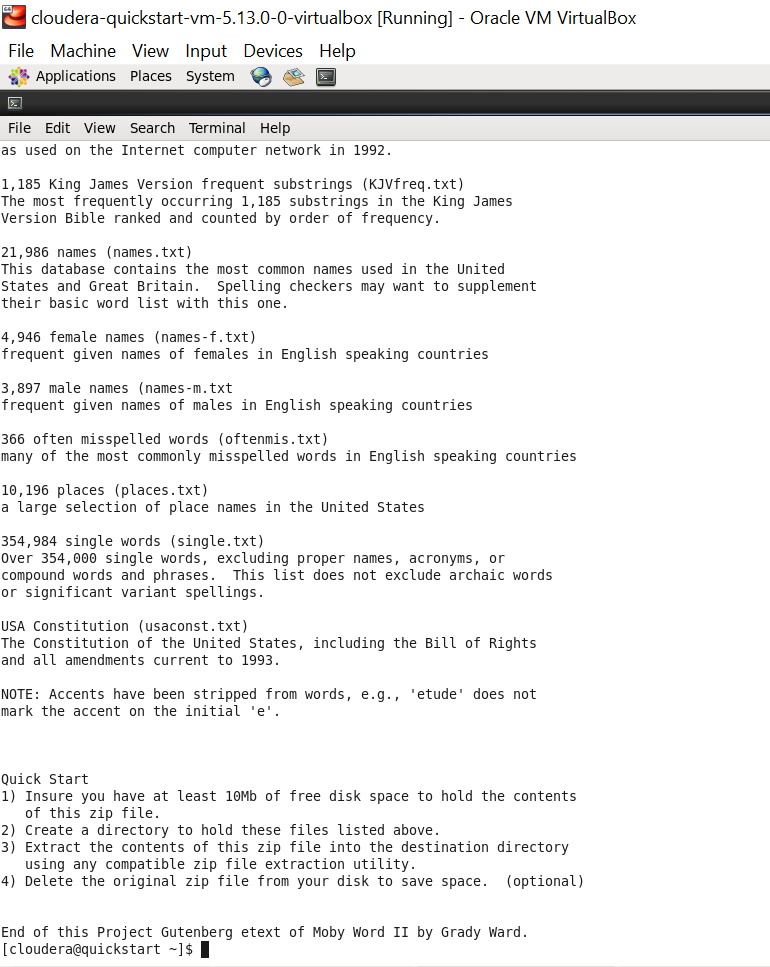 cloudera-quickstart-vm-5.13.0-0-virtualbox [Running] - Oracle VM VirtualBox
File Machine View Input Devices Help
Applications Places System
File Edit View Search Terminal Help
as used on the Internet computer network in 1992.
1,185 King James Version frequent substrings (KJVfreq.txt)
The most frequently occurring 1,185 substrings in the King James
Version Bible ranked and counted by order of frequency.
21,986 names (names.txt)
This database contains the most common names used in the United
States and Great Britain.  Spelling checkers may want to supplement
their basic word list with this one.
4,946 female names (names-f.txt)
frequent given names of females in English speaking countries
3,897 male names (names-m.txt
frequent given names of males in English speaking countries
366 often misspelled words (oftenmis.txt)
many of the most commonly misspelled words in English speaking countries
10,196 places (places.txt)
a large selection of place names in the United States
354,984 single words (single.txt)
Over 354,000 single words, excluding proper names, acronyms, or
compound words and phrases.  This list does not exclude archaic words
or significant variant spellings.
USA Constitution (usaconst.txt)
The Constitution of the United States, including the Bill of Rights
and all amendments current to 1993.
NOTE: Accents have been stripped from words, e.g., 'etude' does not
mark the accent on the initial 'e'.
Quick Start
1) Insure you have at least 10Mb of free disk space to hold the contents
of this zip file.
2) Create a directory to hold these files listed above.
3) Extract the contents of this zip file into the destination directory
using any compatible zip file extraction utility.
4) Delete the original zip file from your disk to save space.  (optional)
End of this Project Gutenberg etext of Moby Word II by Grady Ward.
[cloudera@quickstart ~]$